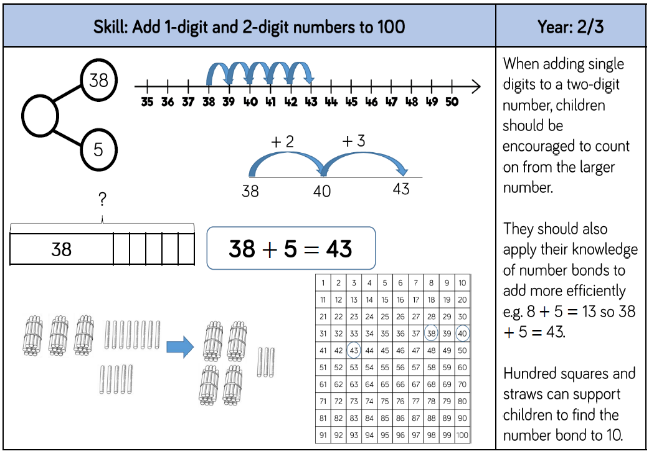 Skill: Add 1-digit and 2-digit numbers to 100
Year: 2/3
38
5
35 36 37 38 39 40 41 42 43 44 45 46 47 48 49 50
+ 2 + 3
38 40 43
?
38
38 + 5 = 43
1 2 3 4 5 6 7 8 9 10
11 12 13 14 15 16 17 18 19 20
21 22 23 24 25 26 27 28 29 30
31 32 33 34 35 36 37 38 39 40
41 42 43 44 45 46 47 48 49 50
51 52 53 54 55 56 57 58 59 60
61 62 63 64 65 66 67 68 69 70
71 72 73 74 75 76 77 78 79 80
81 82 83 84 85 86 87 88 89 90
91 92 93 94 95 96 97 98 99 100
When adding single
digits to a two-digit
number, children
should be
encouraged to count
on from the larger
number.
They should also
apply their knowledge
of number bonds to
add more efficiently
e.g. 8 + 5 = 13 so 38
+ 5 = 43.
Hundred squares and
straws can support
children to find the
number bond to 10.